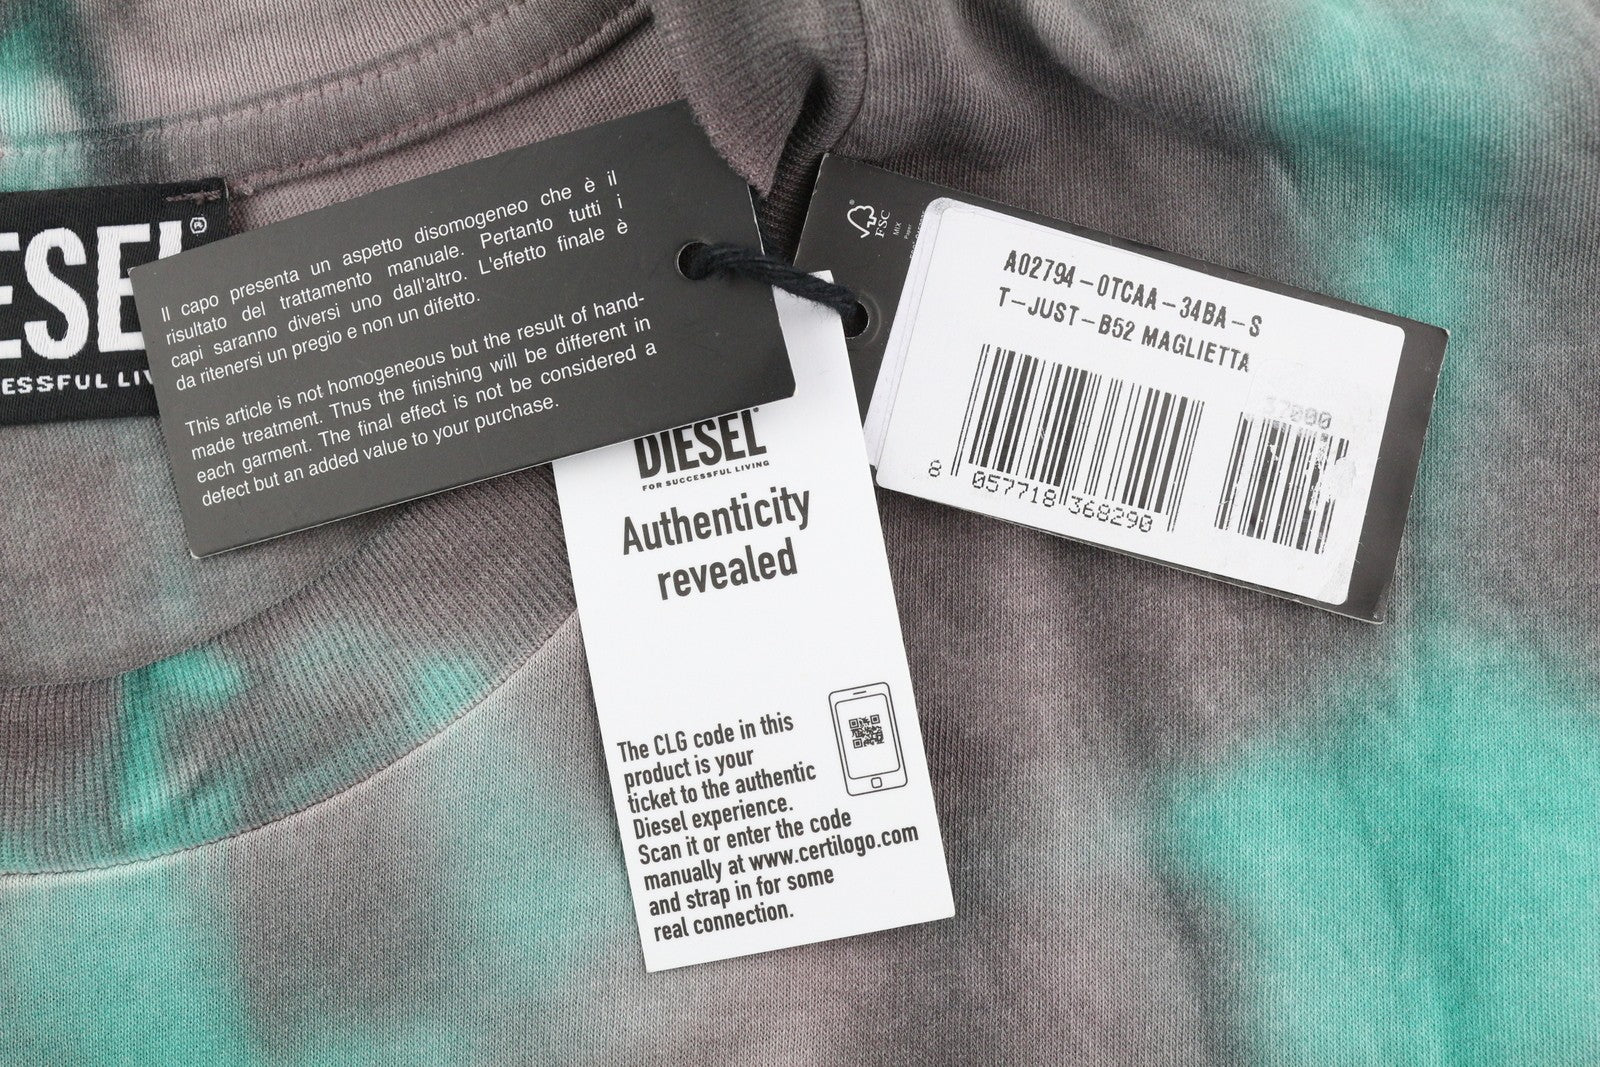 ESEL®
ESSFUL LIV
Il capo presenta un aspetto disomogeneo che è il
risultato del trattamento manuale. Pertanto tutti i
capi saranno diversi uno dall'altro. L'effetto finale è
da ritenersi un pregio e non un difetto.
This article is not homogeneous but the result of hand-
made treatment. Thus the finishing will be different in
each garment. The final effect is not be considered a
defect but an added value to your purchase.
DIESEL
FOR SUCCESSFUL LIVING
Authenticity
revealed
The CLG code in this
product is your
ticket to the authentic
Diesel experience.
Scan it or enter the code
manually at www.certilogo.com
and strap in for some
real connection.
FSC
MIX
Paper
A02794-0TCAA-34BA-S
T-JUST-B52 MAGLIETTA
8 057718 368290